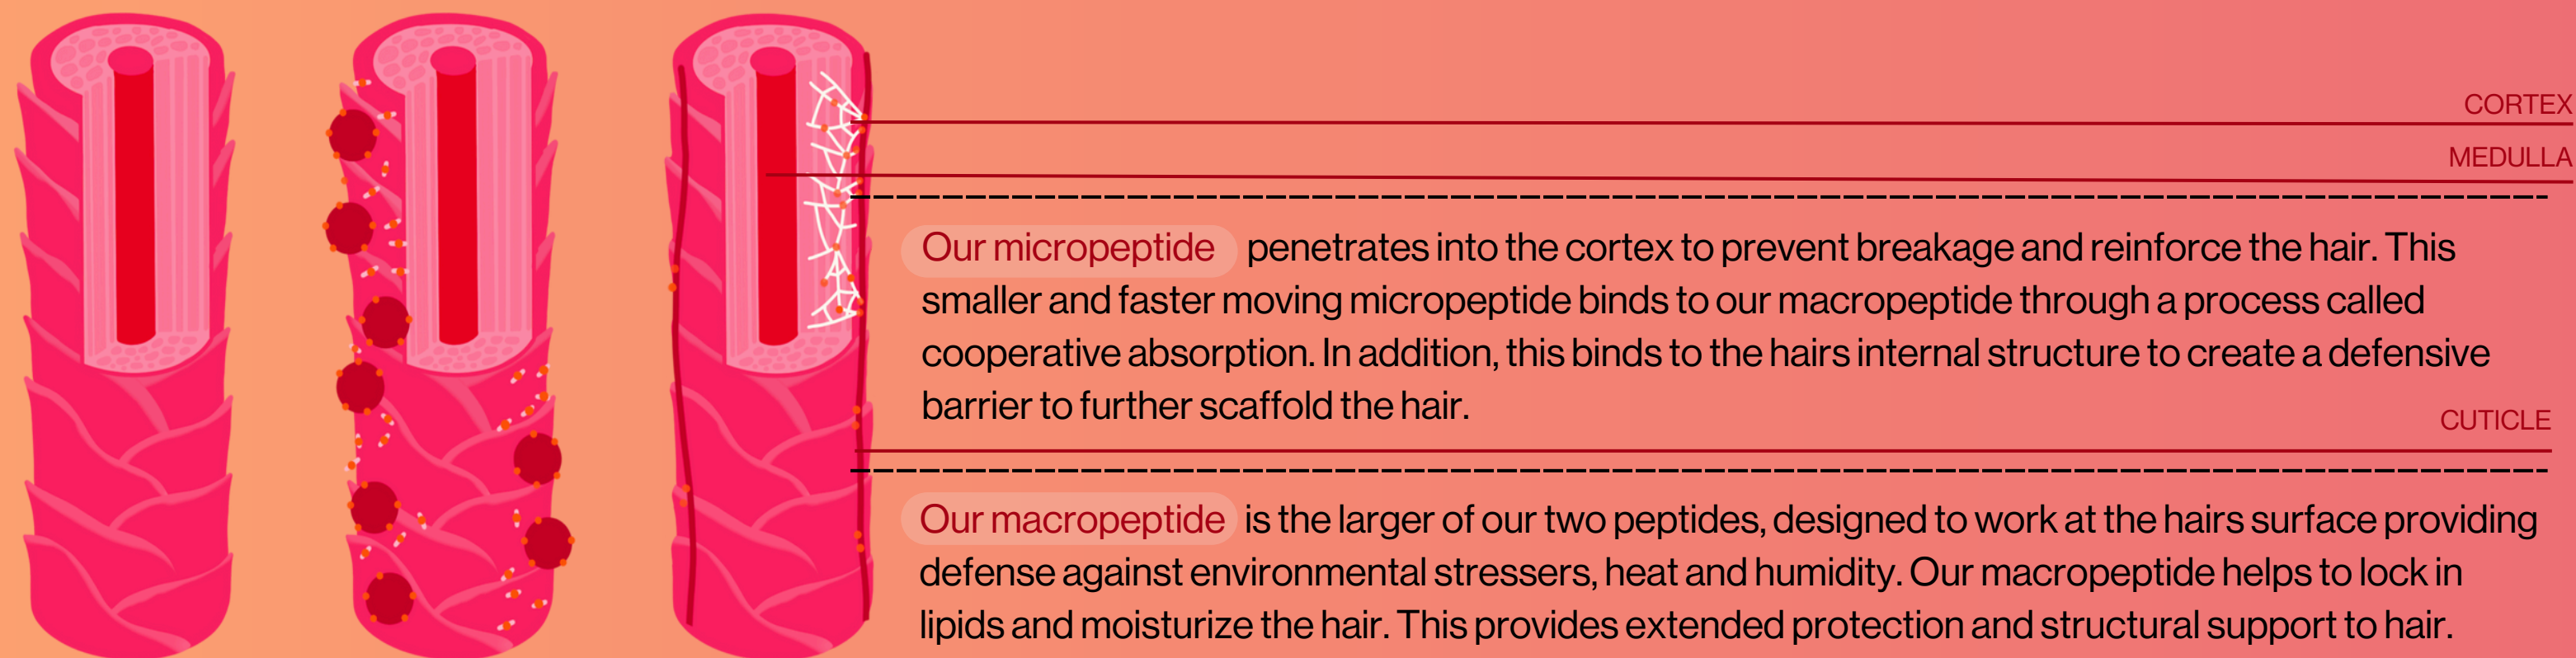 CORTEX
MEDULLA
Our micropeptide penetrates into the cortex to prevent breakage and reinforce the hair. This
smaller and faster moving micropeptide binds to our macropeptide through a process called
cooperative absorption. In addition, this binds to the hairs internal structure to create a defensive
barrier to further scaffold the hair.
CUTICLE
Our macropeptide is the larger of our two peptides, designed to work at the hairs surface providing
defense against environmental stressers, heat and humidity. Our macropeptide helps to lock in
lipids and moisturize the hair. This provides extended protection and structural support to hair.